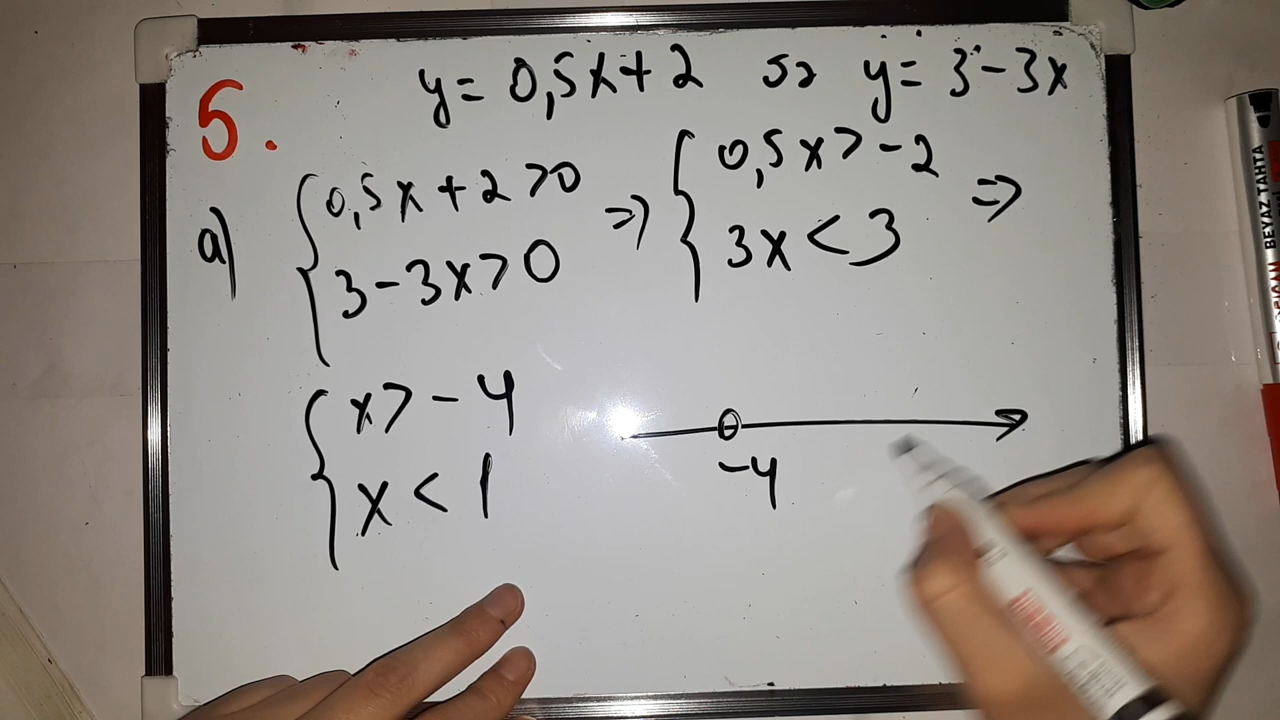 5. y = 0,5x + 2 და y = 3 - 3x
a) { 0,5x + 2 > 0 => { 0,5x > -2 =>
3 - 3x > 0 3x < 3
{ x > -4
x < 1
-4
BEYAZ TAHTA